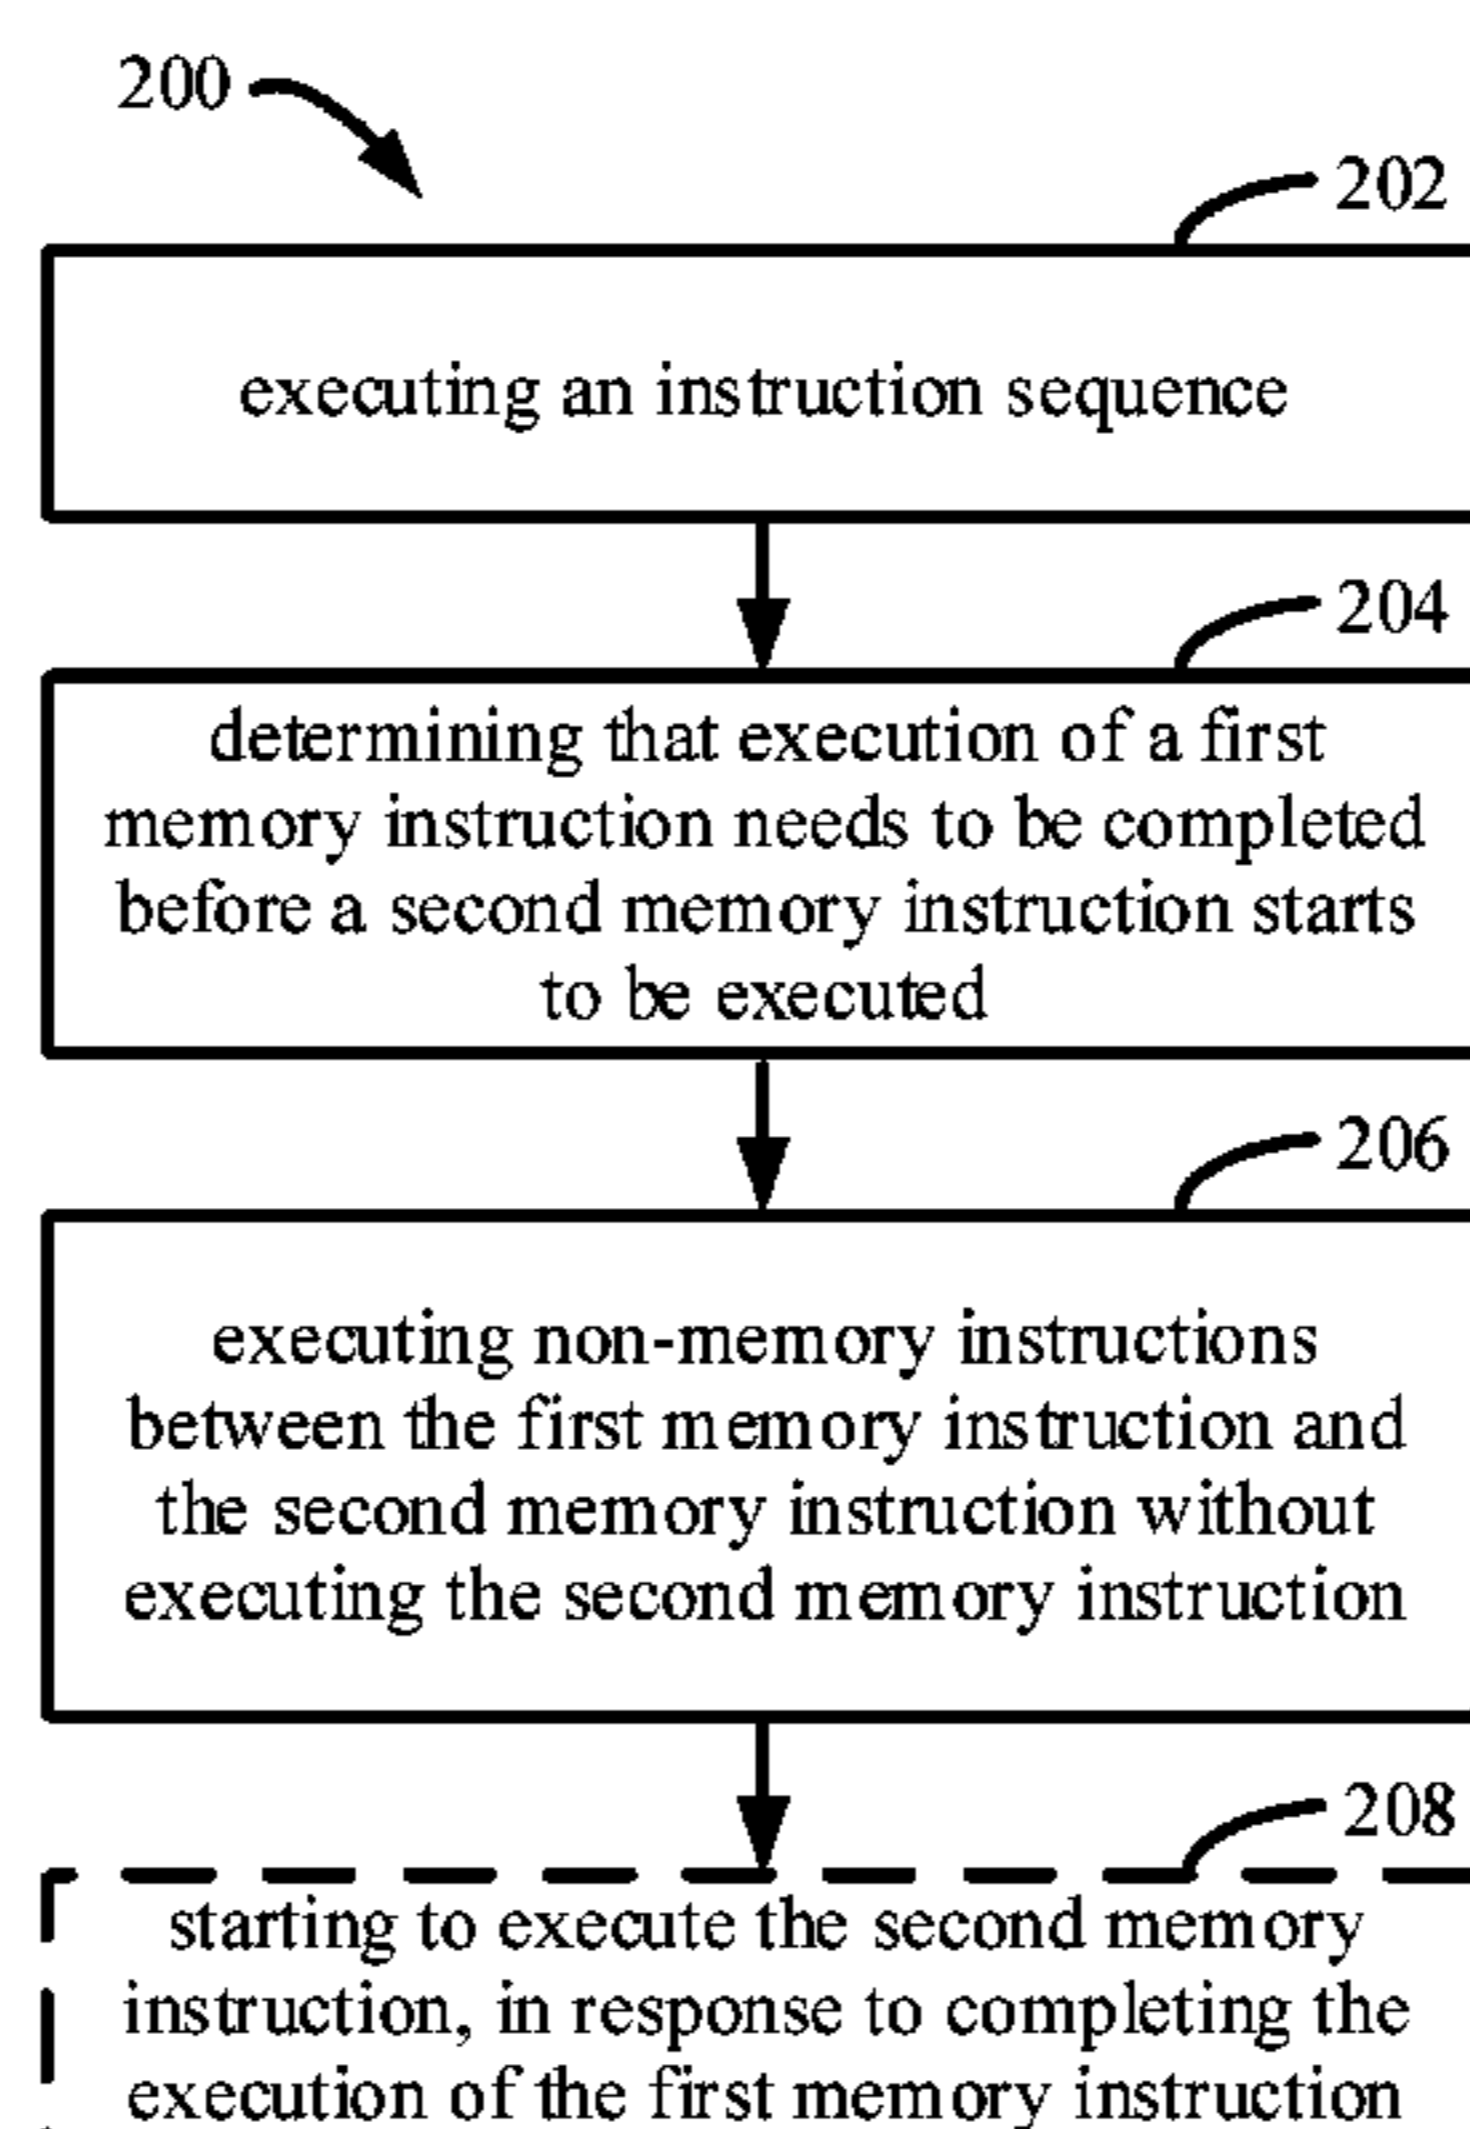 200
202
executing an instruction sequence
204
determining that execution of a first
memory instruction needs to be completed
before a second memory instruction starts
to be executed
206
executing non-memory instructions
between the first memory instruction and
the second memory instruction without
executing the second memory instruction
208
starting to execute the second memory
instruction, in response to completing the
execution of the first memory instruction